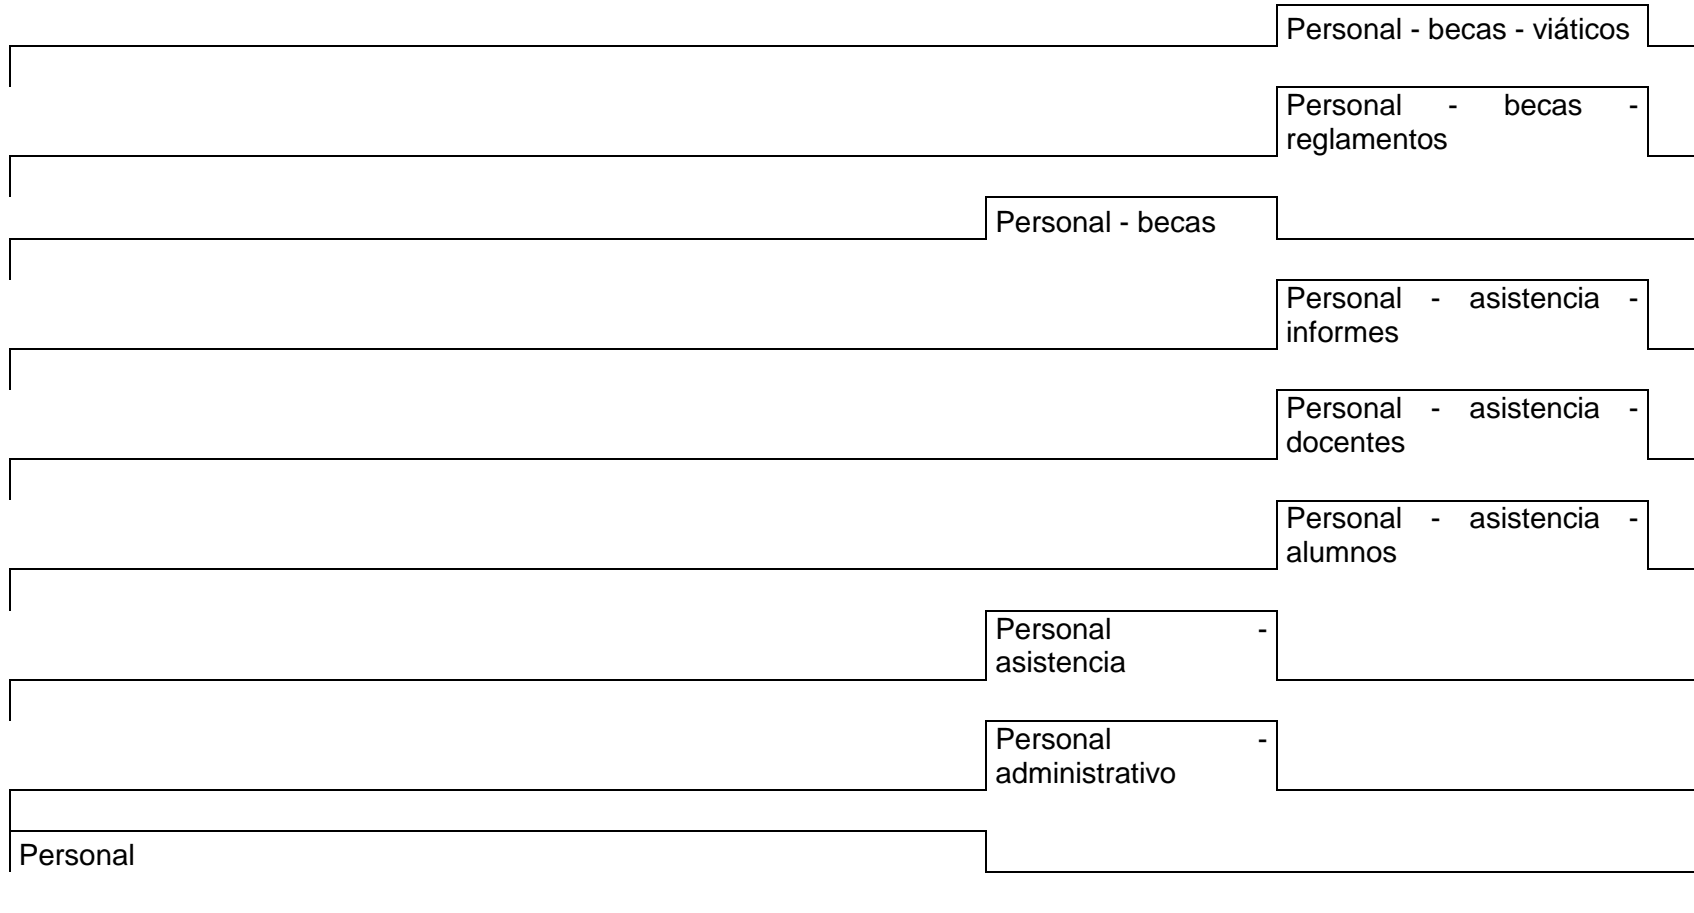 Personal - becas - viáticos
Personal - becas -
reglamentos
Personal - becas
Personal - asistencia -
informes
Personal - asistencia -
docentes
Personal - asistencia -
alumnos
Personal -
asistencia
Personal -
administrativo
Personal